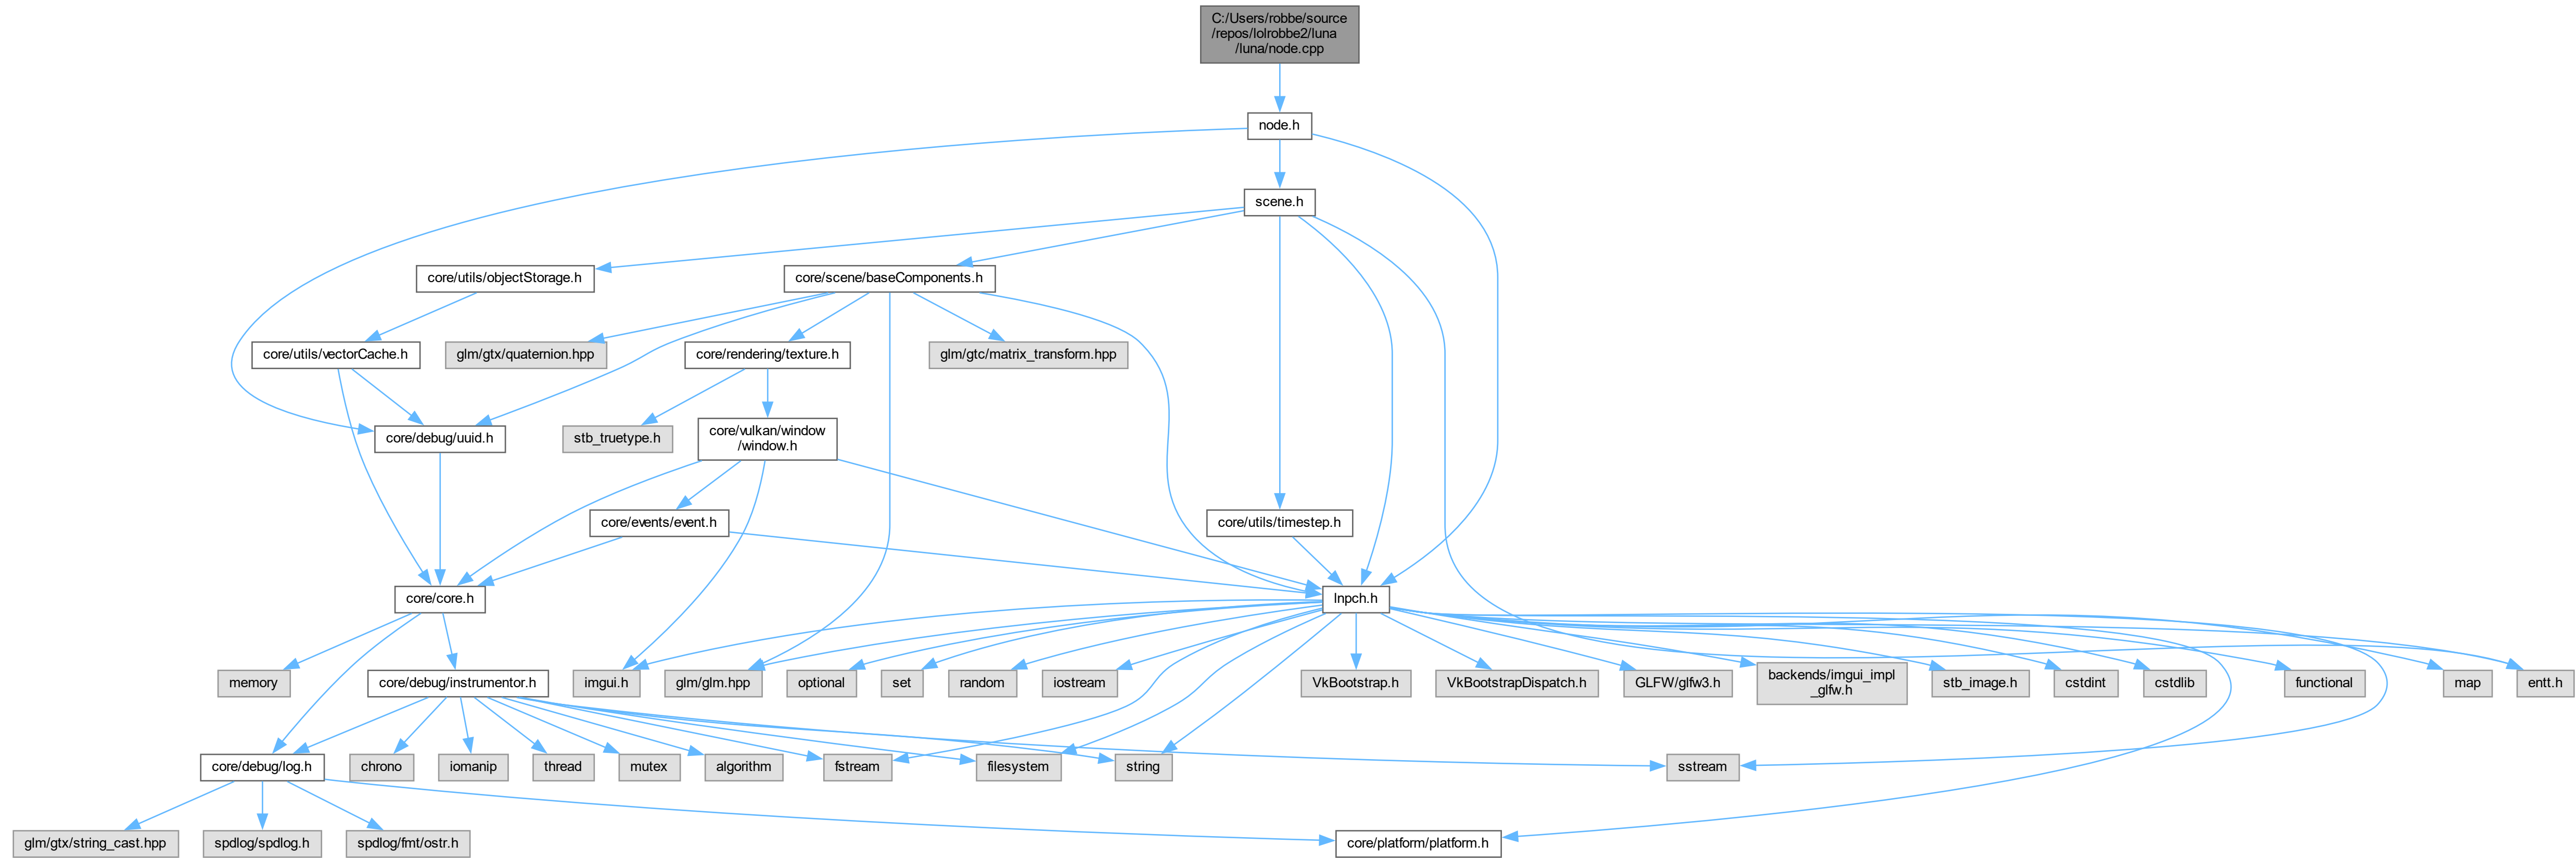 C:/Users/robbe/source
/repos/lolrobbe2/luna
/luna/node.cpp
node.h
scene.h
core/utils/objectStorage.h
core/scene/baseComponents.h
core/utils/vectorCache.h
glm/gtx/quaternion.hpp
core/rendering/texture.h
glm/gtc/matrix_transform.hpp
core/debug/uuid.h
stb_truetype.h
core/vulkan/window
/window.h
core/events/event.h
core/utils/timestep.h
core/core.h
lnpch.h
memory
core/debug/instrumentor.h
imgui.h
glm/glm.hpp
optional
set
random
iostream
VkBootstrap.h
VkBootstrapDispatch.h
GLFW/glfw3.h
backends/imgui_impl
_glfw.h
stb_image.h
cstdint
cstdlib
functional
map
entt.h
core/debug/log.h
chrono
iomanip
thread
mutex
algorithm
fstream
filesystem
string
sstream
glm/gtx/string_cast.hpp
spdlog/spdlog.h
spdlog/fmt/ostr.h
core/platform/platform.h